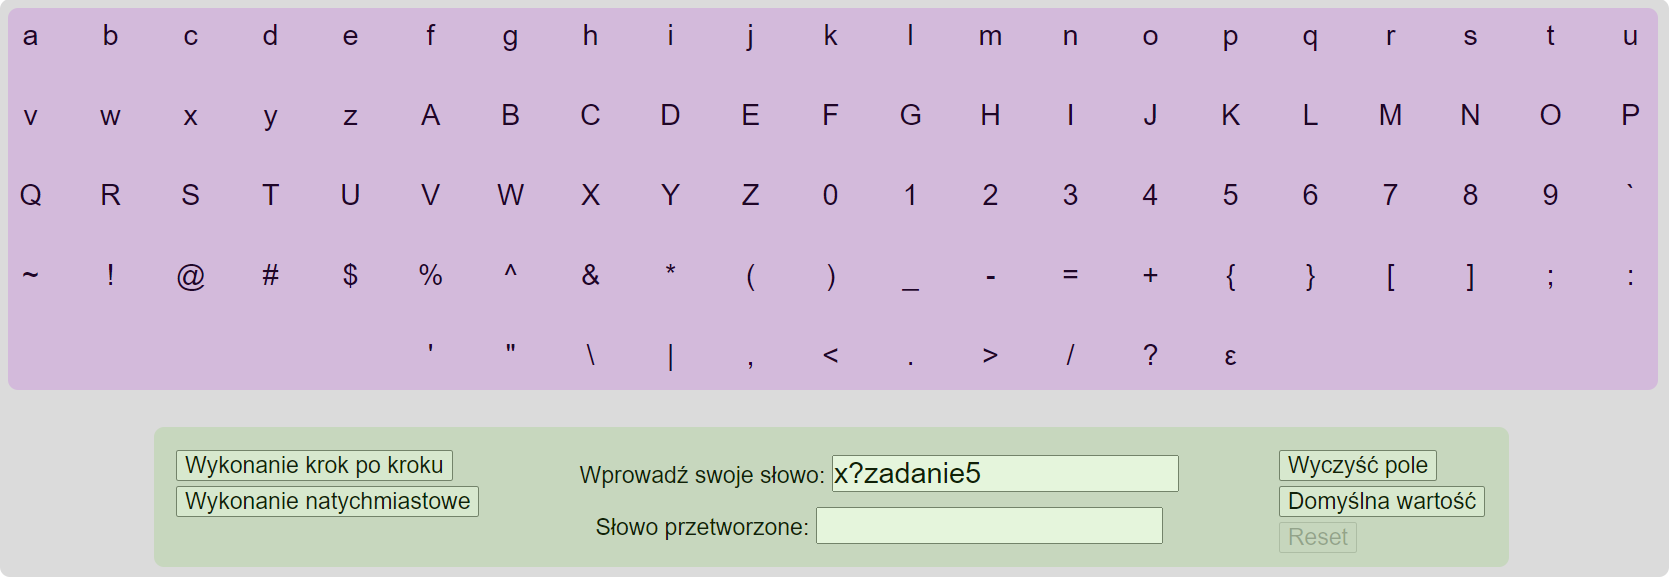 a b c d e f g h i j k l m n o p q r s t u
v w x y z A B C D E F G H I J K L M N O P
Q R S T U V W X Y Z 0 1 2 3 4 5 6 7 8 9 `
~ ! @ # $ % ^ & * ( ) _ - = + { } [ ] ; :
' " \ | , < . > / ? ε
Wykonanie krok po kroku
Wykonanie natychmiastowe
Wprowadź swoje słowo: x?zadanie5
Słowo przetworzone:
Wyczyść pole
Domyślna wartość
Reset